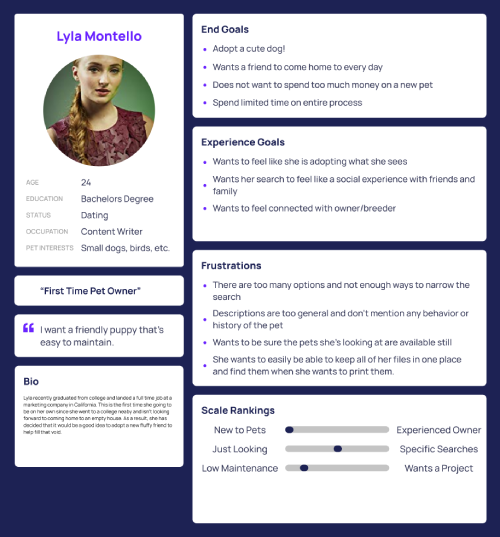 Lyla Montello
AGE 24
EDUCATION Bachelors Degree
STATUS Dating
OCCUPATION Content Writer
PET INTERESTS Small dogs, birds, etc.
“First Time Pet Owner”
“ I want a friendly puppy that's
easy to maintain.
Bio
Lyla recently graduated from college and landed a full time job at a
marketing company in California. This is the first time she going to
be on her own since she went to a college nearby and isn't looking
forward to coming home to an empty house. As a result, she has
decided that it would be a good idea to adopt a new fluffy friend to
help fill that void.
End Goals
• Adopt a cute dog!
• Wants a friend to come home to every day
• Does not want to spend too much money on a new pet
• Spend limited time on entire process
Experience Goals
• Wants to feel like she is adopting what she sees
• Wants her search to feel like a social experience with friends and
family
• Wants to feel connected with owner/breeder
Frustrations
• There are too many options and not enough ways to narrow the
search
• Descriptions are too general and don't mention any behavior or
history of the pet
• Wants to be sure the pets she's looking at are available still
• She wants to easily be able to keep all of her files in one place
and find them when she wants to print them.
Scale Rankings
New to Pets Experienced Owner
Just Looking Specific Searches
Low Maintenance Wants a Project